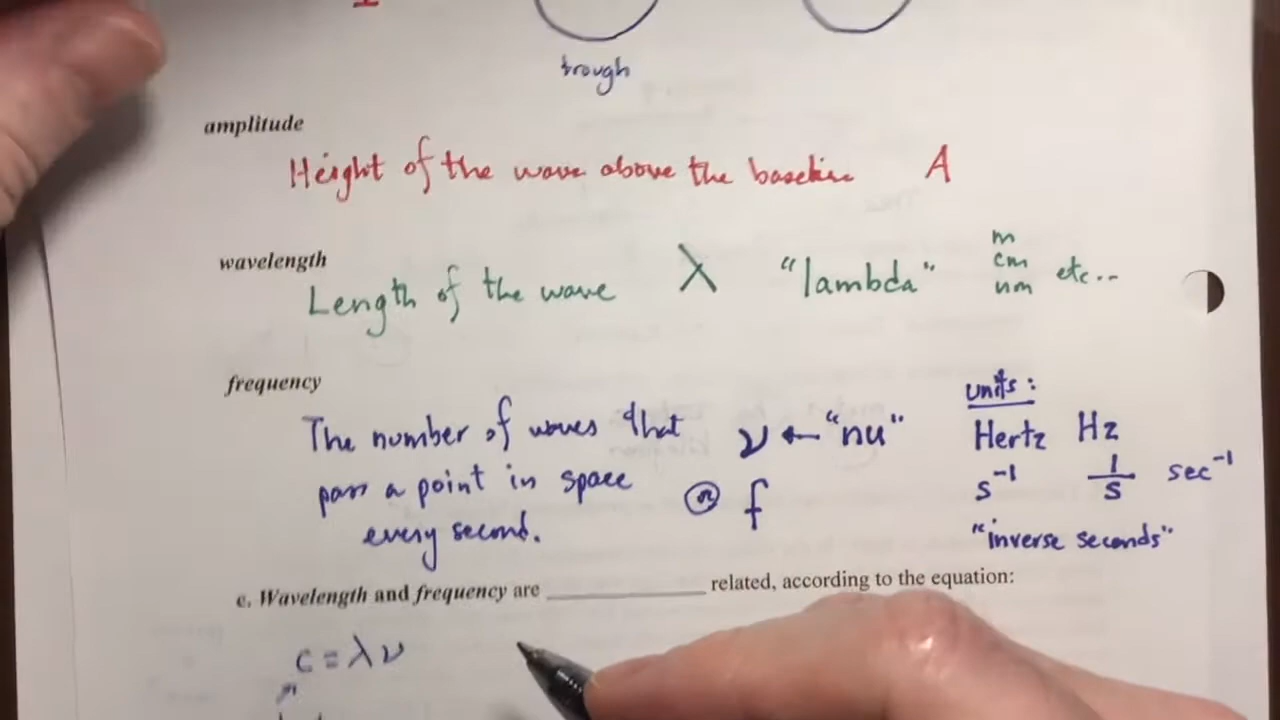 trough
amplitude
Height of the wave above the baseline A
wavelength
Length of the wave λ "lambda" m cm nm etc...
frequency
The number of waves that ν ← "nu"
pass a point in space or f
every second.
units:
Hertz Hz
s⁻¹ 1/s sec⁻¹
"inverse seconds"
c. Wavelength and frequency are __________ related, according to the equation:
c = λν